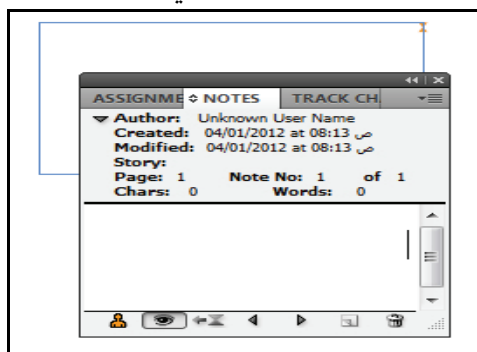 ASSIGNME NOTES TRACK CH
Author: Unknown User Name
Created: 04/01/2012 at 08:13 ص
Modified: 04/01/2012 at 08:13 ص
Story:
Page: 1 Note No: 1 of 1
Chars: 0 Words: 0